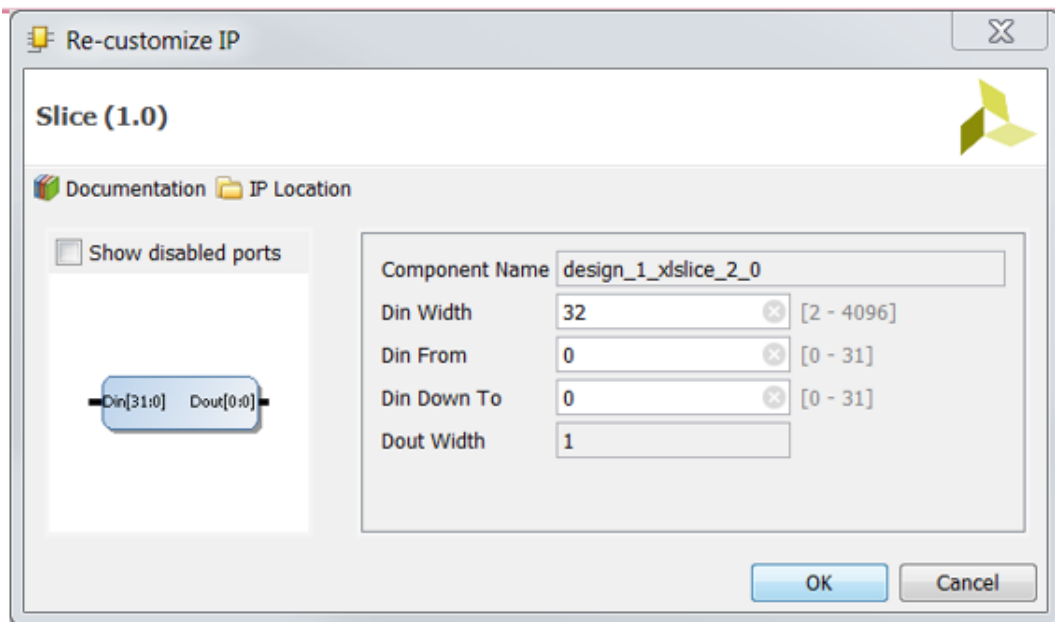 Re-customize IP
Slice (1.0)
Documentation IP Location
Show disabled ports
Din[31:0] Dout[0:0]
Component Name design_1_xlslice_2_0
Din Width 32 [2 - 4096]
Din From 0 [0 - 31]
Din Down To 0 [0 - 31]
Dout Width 1
OK Cancel